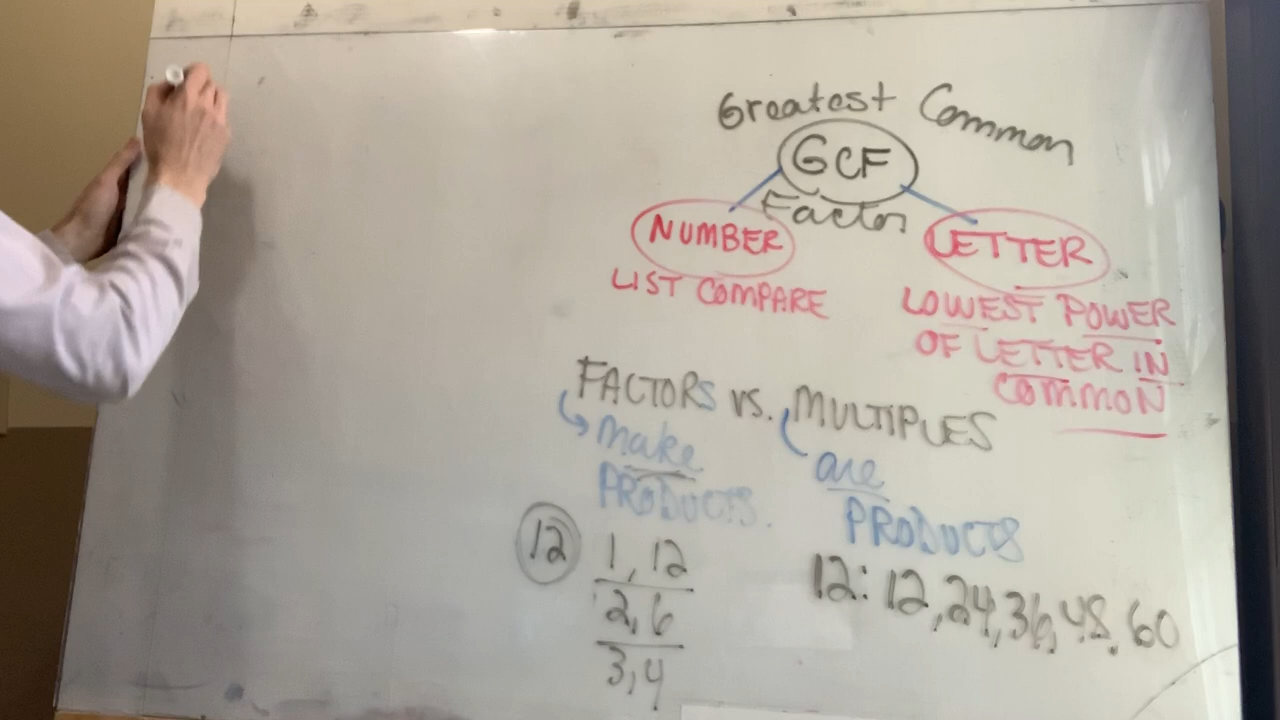 Greatest Common
GCF
Factor
NUMBER
LIST COMPARE
LETTER
LOWEST POWER
OF LETTER IN
COMMON
FACTORS vs. MULTIPLES
make
PRODUCTS.
are
PRODUCTS
12
1, 12
2, 6
3, 4
12: 12, 24, 36, 48, 60